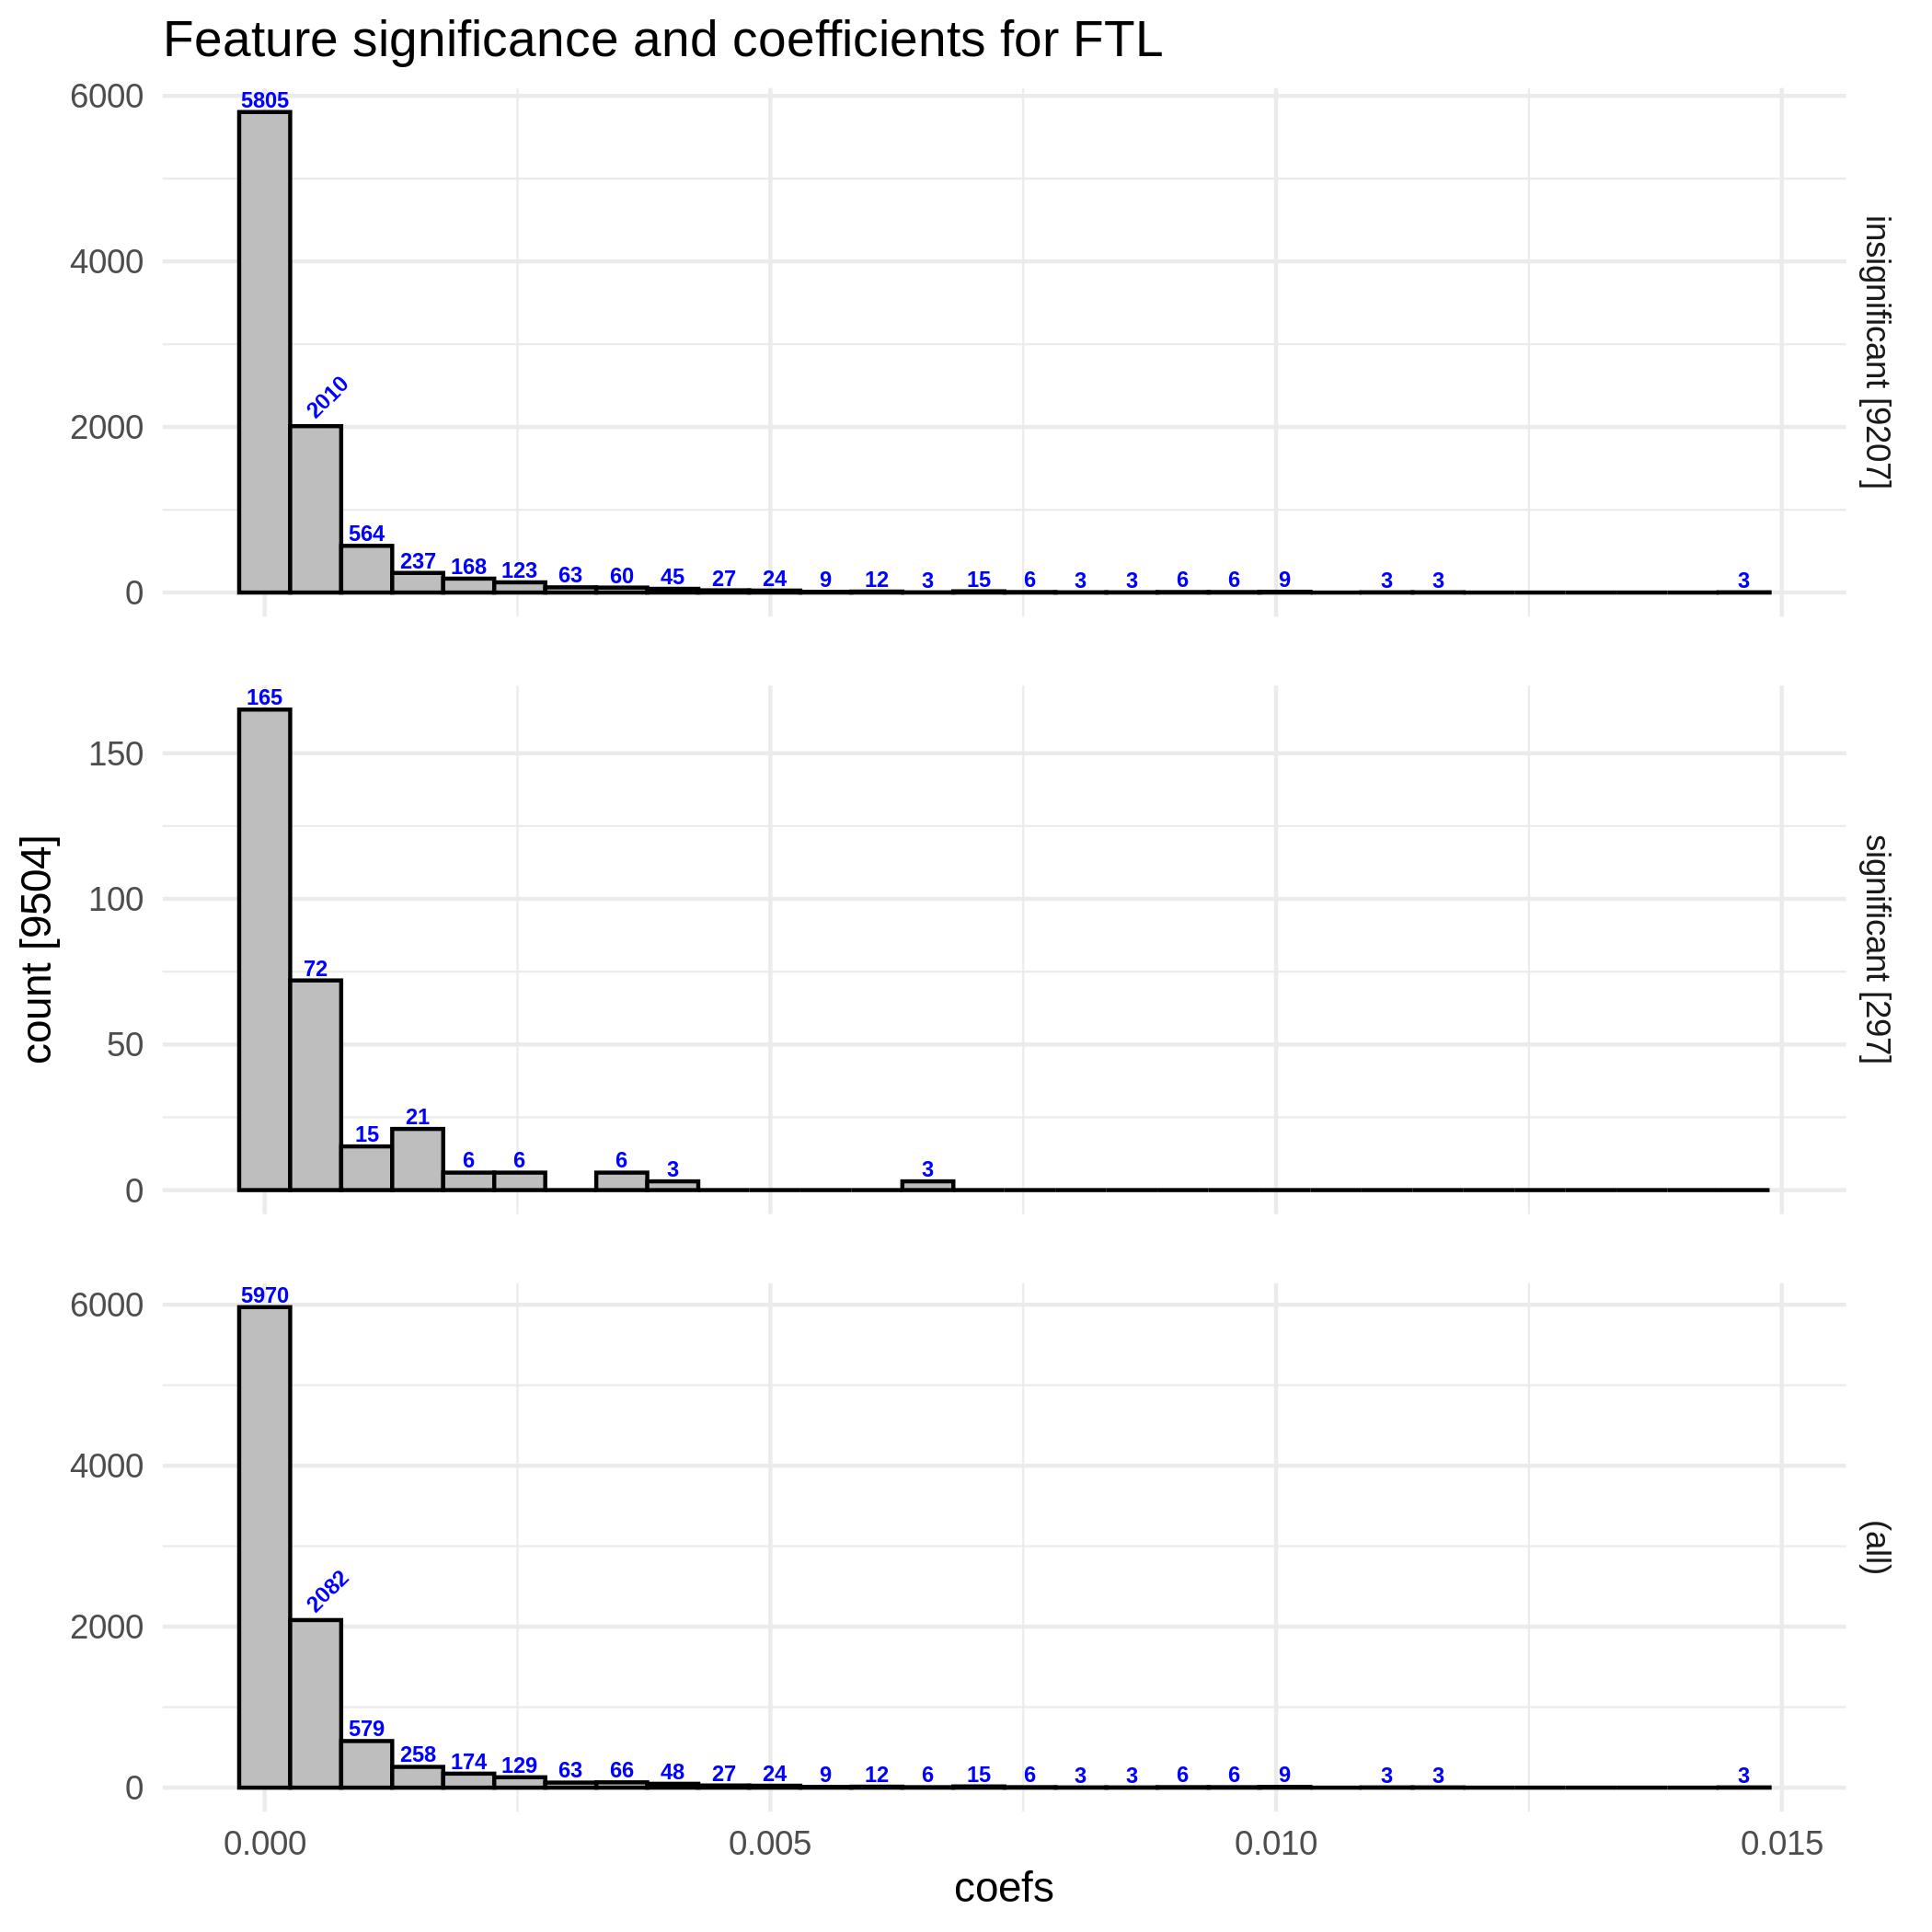 Feature significance and coefficients for FTL
6000
4000
2000
0
5805
2010
564 237 168 123 63 60 45 27 24 9 12 3 15 6 3 3 6 6 9 3 3 3
insignificant [9207]
count [9504]
150
100
50
0
165
72
15 21 6 6 6 3 3
significant [297]
6000
4000
2000
0
5970
2082
579 258 174 129 63 66 48 27 24 9 12 6 15 6 3 3 6 6 9 3 3 3
(all)
0.000 0.005 0.010 0.015
coefs